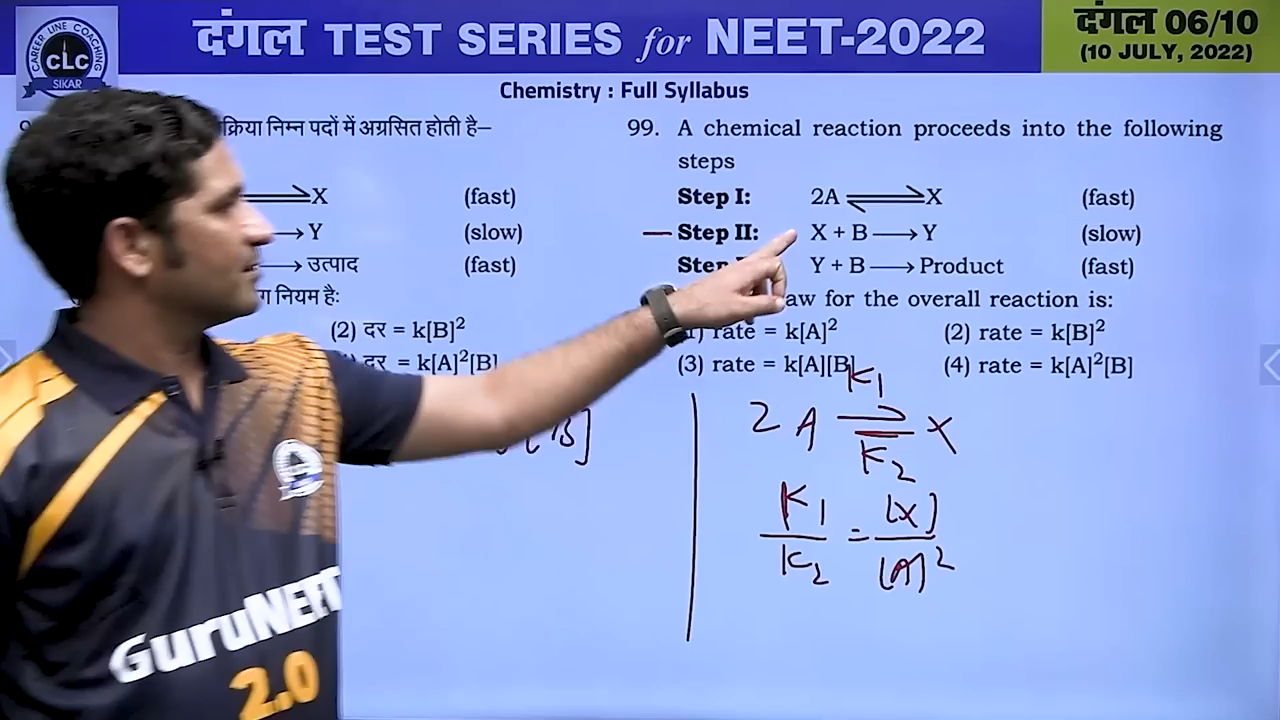 दंगल TEST SERIES for NEET-2022
दंगल 06/10
(10 JULY, 2022)
CAREER LINE COACHING
CLC
SIKAR
Chemistry : Full Syllabus
क्रिया निम्न पदों में अग्रसित होती है–
X (fast)
Y (slow)
उत्पाद (fast)
नियम है:
(2) दर = k[B]²
दर = k[A]²[B]
99. A chemical reaction proceeds into the following
steps
Step I: 2A ⇌ X (fast)
Step II: X + B ⟶ Y (slow)
Step Y + B ⟶ Product (fast)
law for the overall reaction is:
(1) rate = k[A]² (2) rate = k[B]²
(3) rate = k[A][B] (4) rate = k[A]²[B]
[B]
K₁
2A ⇌ X
K₂
K₁ / K₂ = [X] / [A]²
A
GuruNEET
2.0